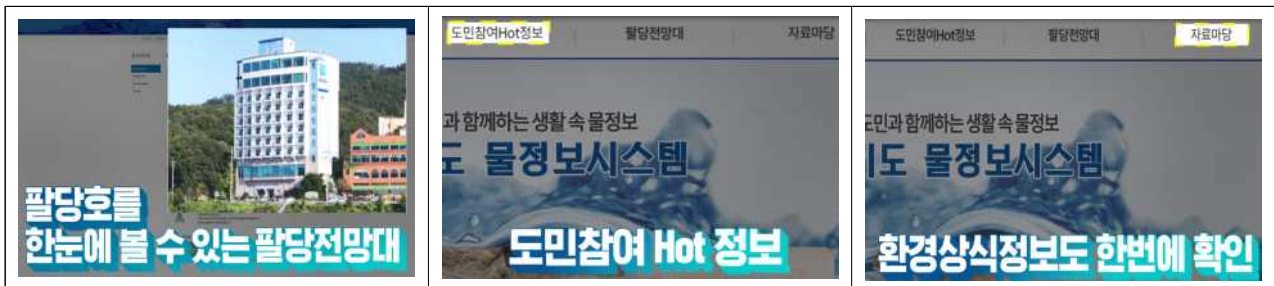 팔당호를
한눈에 볼 수 있는 팔당전망대
도민참여Hot정보
팔당전망대
자료마당
과 함께하는 생활 속 물정보
도 물정보시스템
도민참여 Hot 정보
도민참여Hot정보
팔당전망대
자료마당
도민과 함께하는 생활 속 물정보
도 물정보시스템
환경상식정보도 한번에 확인